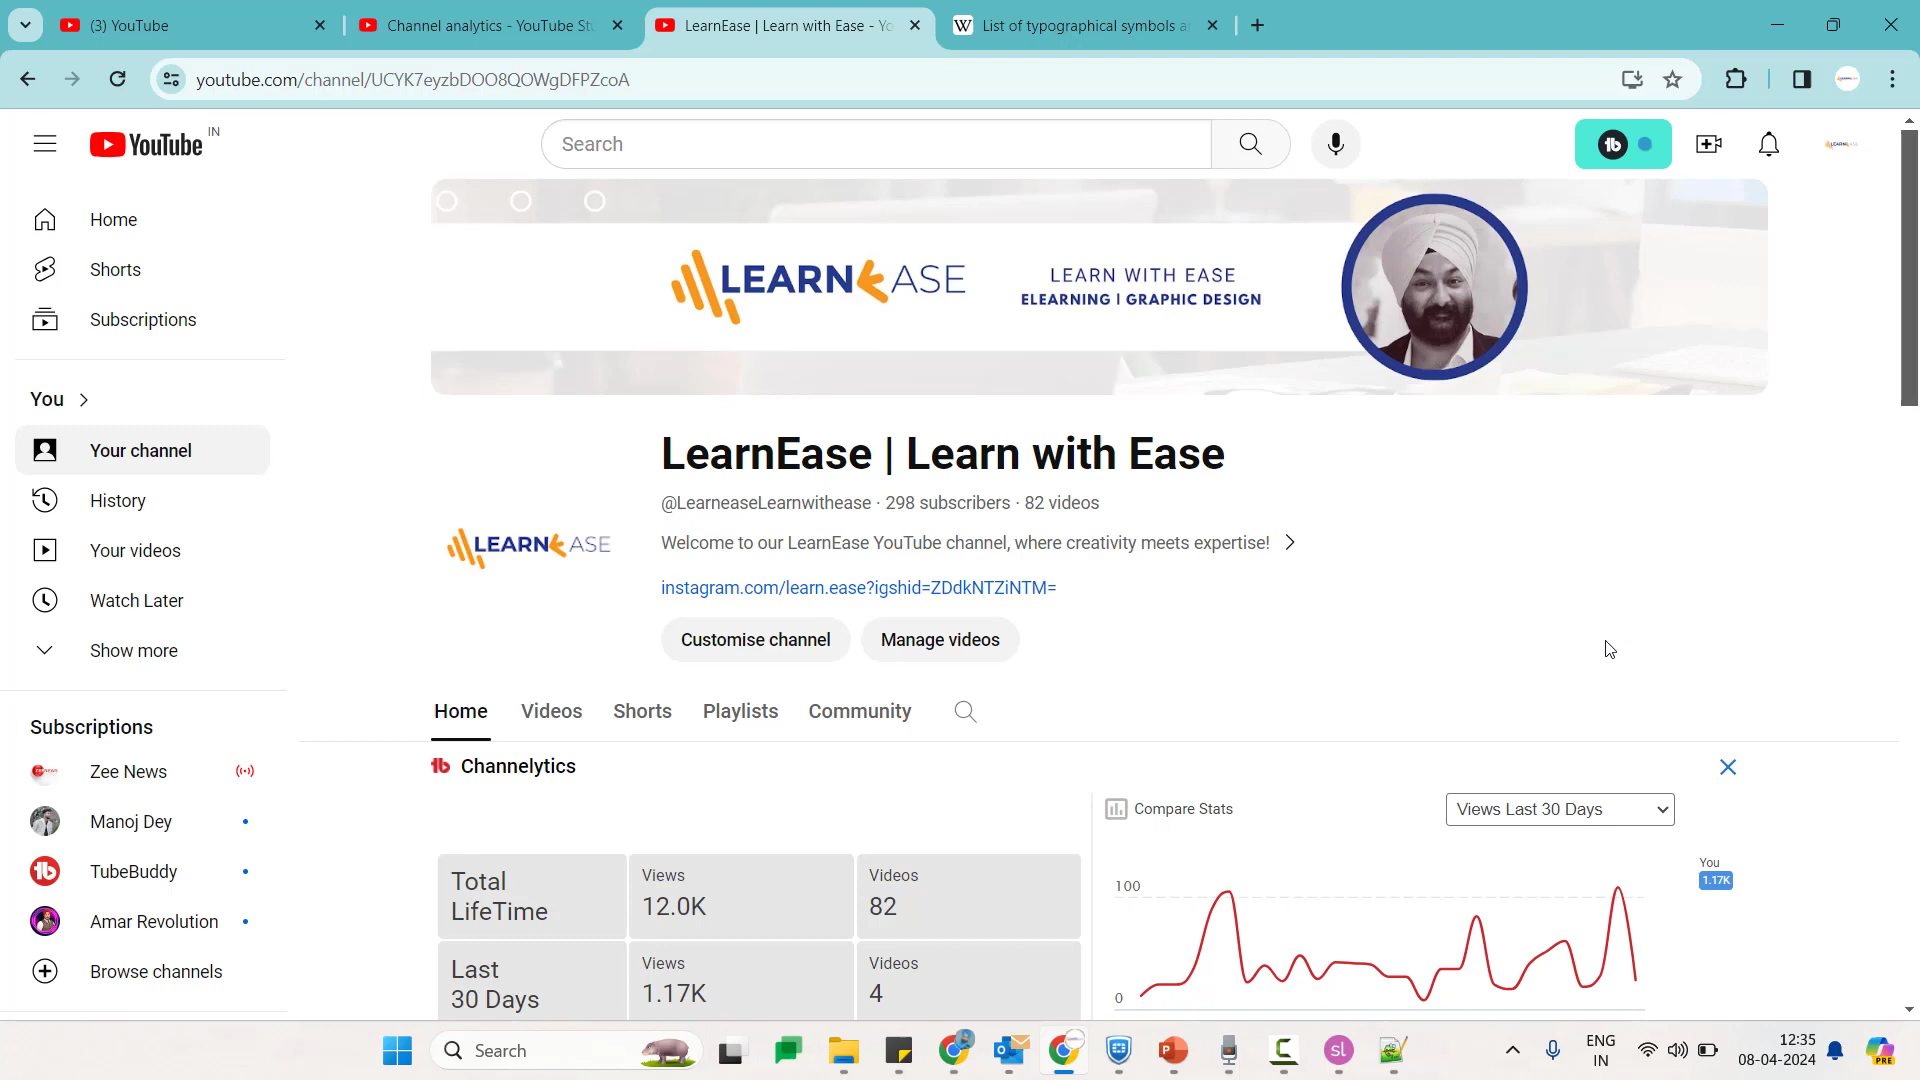 (3) YouTube
Channel analytics - YouTube St
LearnEase | Learn with Ease - Yo
List of typographical symbols a
youtube.com/channel/UCYK7eyzbDOO8QOWgDFPZcoA
YouTube IN
Search
Home
Shorts
Subscriptions
You
Your channel
History
Your videos
Watch Later
Show more
Subscriptions
Zee News
Manoj Dey
TubeBuddy
Amar Revolution
Browse channels
LEARNEASE
LEARN WITH EASE
ELEARNING | GRAPHIC DESIGN
LearnEase | Learn with Ease
@LearneaseLearnwithease · 298 subscribers · 82 videos
LEARNEASE
Welcome to our LearnEase YouTube channel, where creativity meets expertise!
instagram.com/learn.ease?igshid=ZDdkNTZiNTM=
Customise channel
Manage videos
Home
Videos
Shorts
Playlists
Community
Channelytics
Compare Stats
Views Last 30 Days
Total
LifeTime
Views
12.0K
Videos
82
Last
30 Days
Views
1.17K
Videos
4
100
0
You
1.17K
Search
ENG
IN
12:35
08-04-2024
PRE